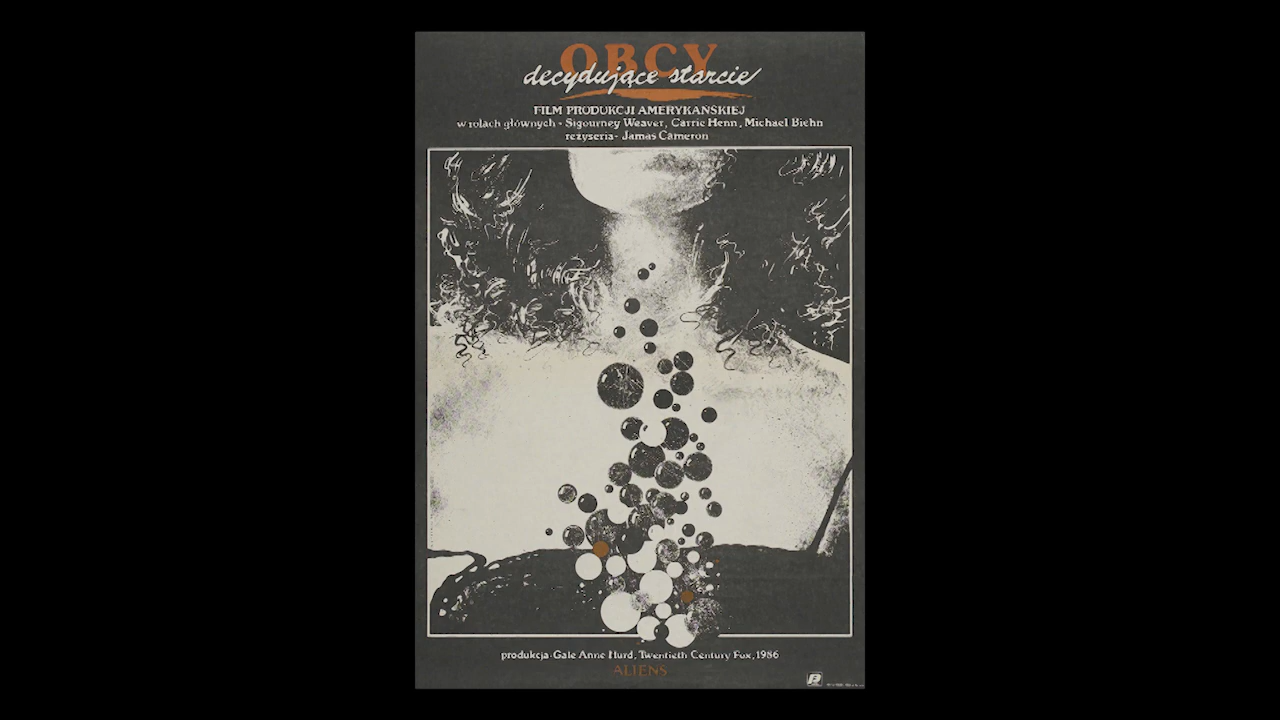 OBCY
decydujące starcie
FILM PRODUKCJI AMERYKAŃSKIEJ
w rolach głównych - Sigourney Weaver, Carrie Henn, Michael Biehn
reżyseria - Jamas Cameron
produkcja-Gale Anne Hurd, Twentieth Century Fox, 1986
ALIENS